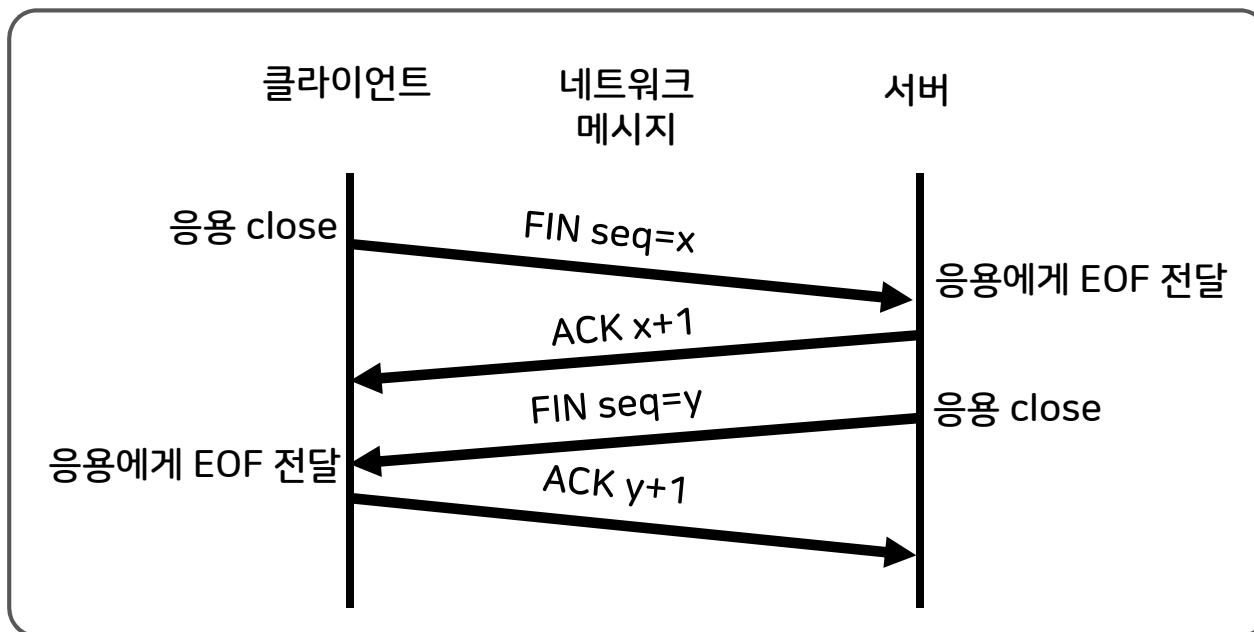 클라이언트
네트워크
메시지
서버
응용 close
FIN seq=x
응용에게 EOF 전달
ACK x+1
FIN seq=y
응용 close
응용에게 EOF 전달
ACK y+1